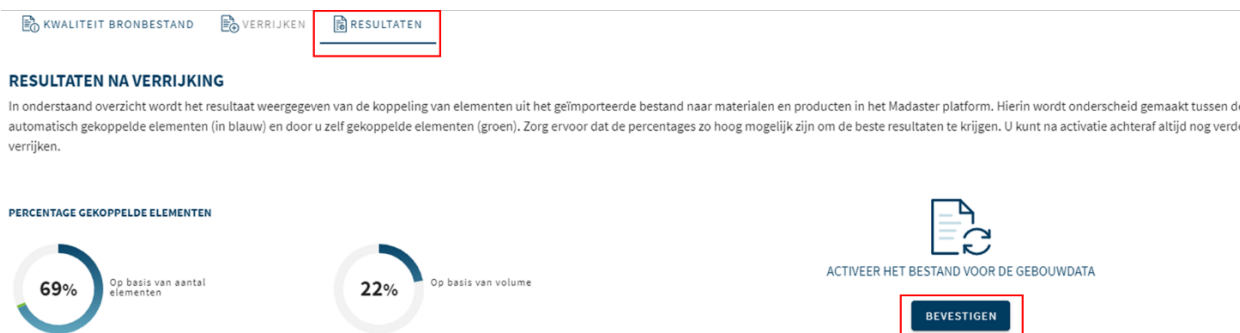 KWALITEIT BRONBESTAND VERRIJKEN RESULTATEN
RESULTATEN NA VERRIJKING
In onderstaand overzicht wordt het resultaat weergegeven van de koppeling van elementen uit het geïmporteerde bestand naar materialen en producten in het Madaster platform. Hierin wordt onderscheid gemaakt tussen de
automatisch gekoppelde elementen (in blauw) en door u zelf gekoppelde elementen (groen). Zorg ervoor dat de percentages zo hoog mogelijk zijn om de beste resultaten te krijgen. U kunt na activatie achteraf altijd nog verde
verrijken.
PERCENTAGE GEKOPPELDE ELEMENTEN
69%
Op basis van aantal
elementen
22%
Op basis van volume
ACTIVEER HET BESTAND VOOR DE GEBOUWDATA
BEVESTIGEN